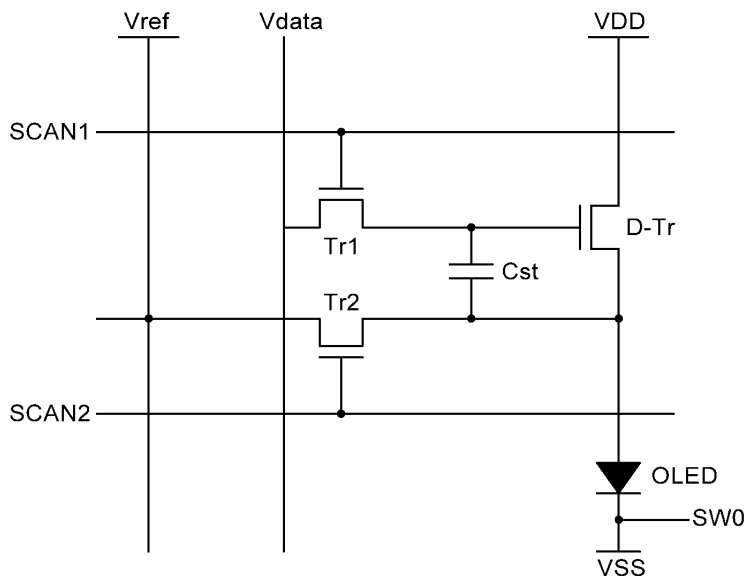 Vref
Vdata
VDD
SCAN1
D-Tr
Tr1
Cst
Tr2
SCAN2
OLED
SW0
VSS